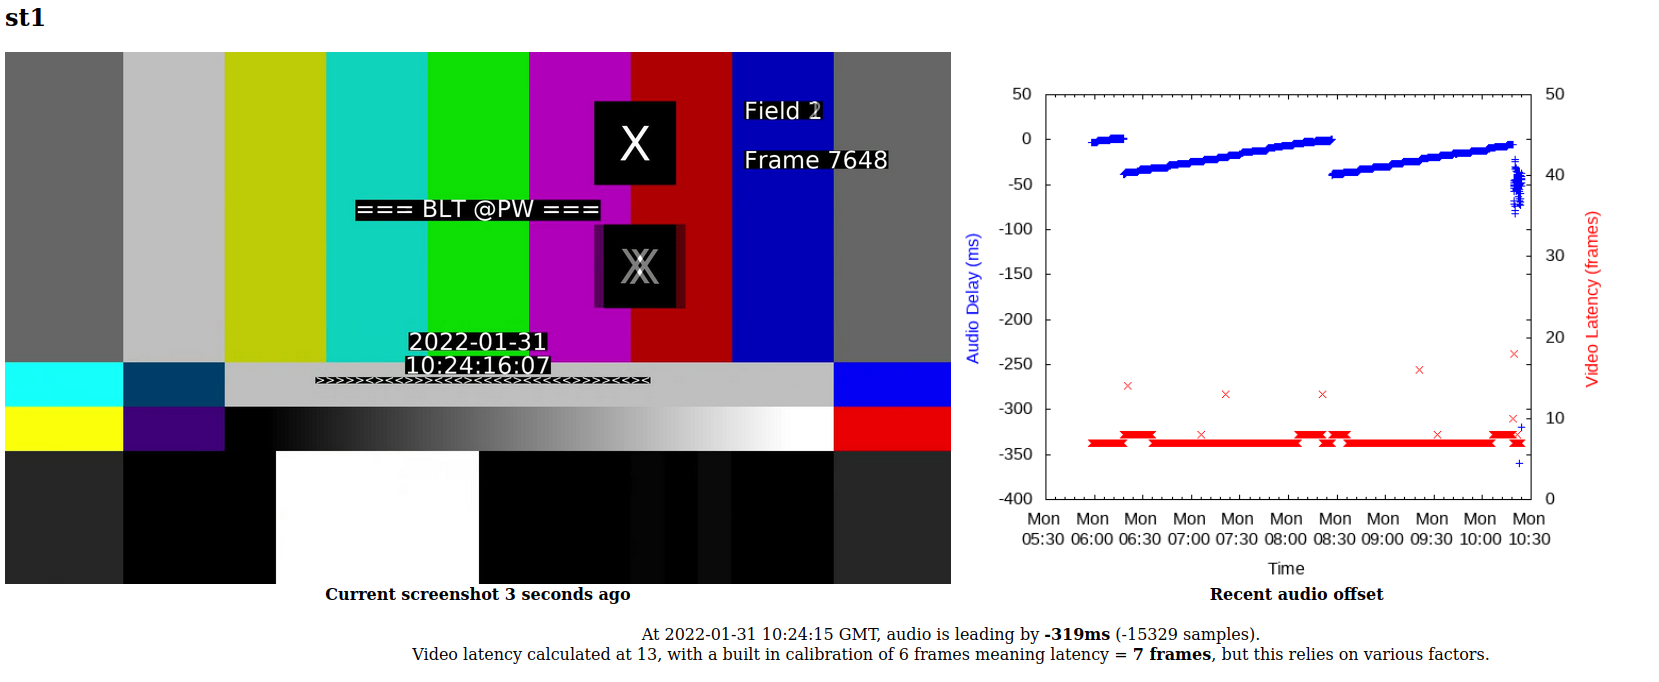 st1
X
Field
Frame 7648
=== BLT @PW ===
2022-01-31
10:24:16:07
50
0
-50
-100
-150
-200
-250
-300
-350
-400
Audio Delay (ms)
50
40
30
20
10
0
Video Latency (frames)
Mon Mon Mon Mon Mon Mon Mon Mon Mon Mon Mon
05:30 06:00 06:30 07:00 07:30 08:00 08:30 09:00 09:30 10:00 10:30
Time
Current screenshot 3 seconds ago
Recent audio offset
At 2022-01-31 10:24:15 GMT, audio is leading by -319ms (-15329 samples).
Video latency calculated at 13, with a built in calibration of 6 frames meaning latency = 7 frames, but this relies on various factors.